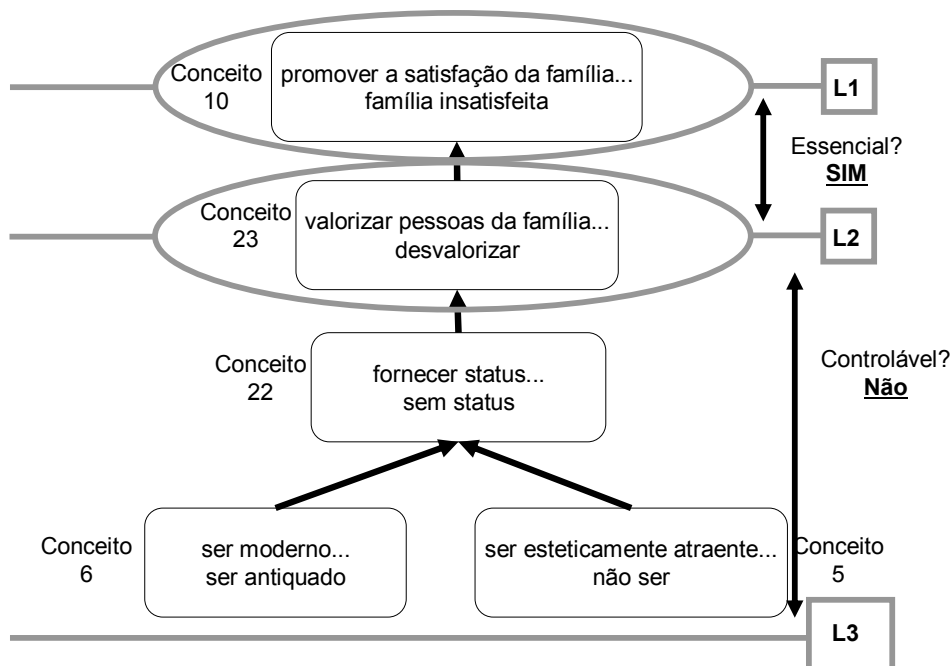 Conceito
10
promover a satisfação da família...
família insatisfeita
L1
Essencial?
SIM
Conceito
23
valorizar pessoas da família...
desvalorizar
L2
Conceito
22
fornecer status...
sem status
Controlável?
Não
Conceito
6
ser moderno...
ser antiquado
ser esteticamente atraente...
não ser
Conceito
5
L3